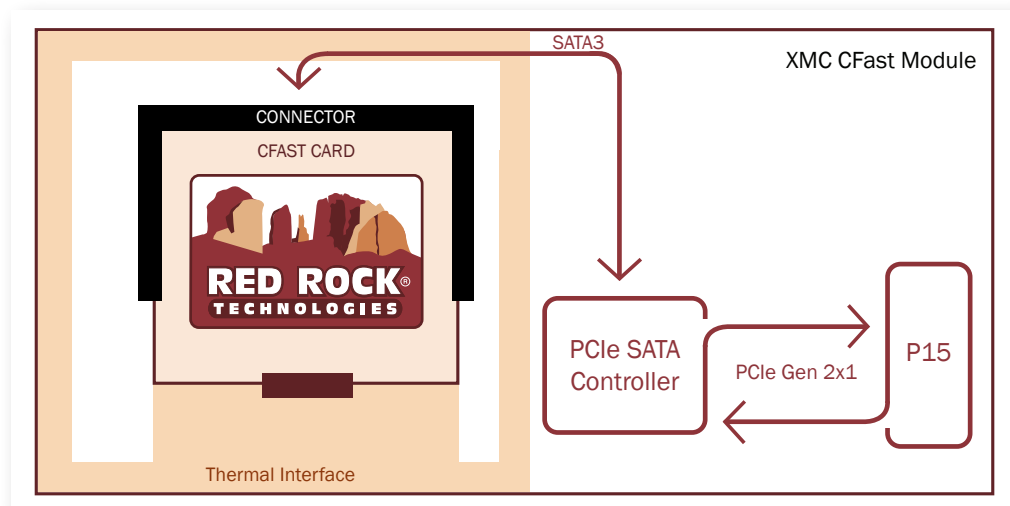 SATA3
XMC CFast Module
CONNECTOR
CFAST CARD
RED ROCK®
TECHNOLOGIES
PCIe SATA
Controller
PCIe Gen 2x1
P15
Thermal Interface